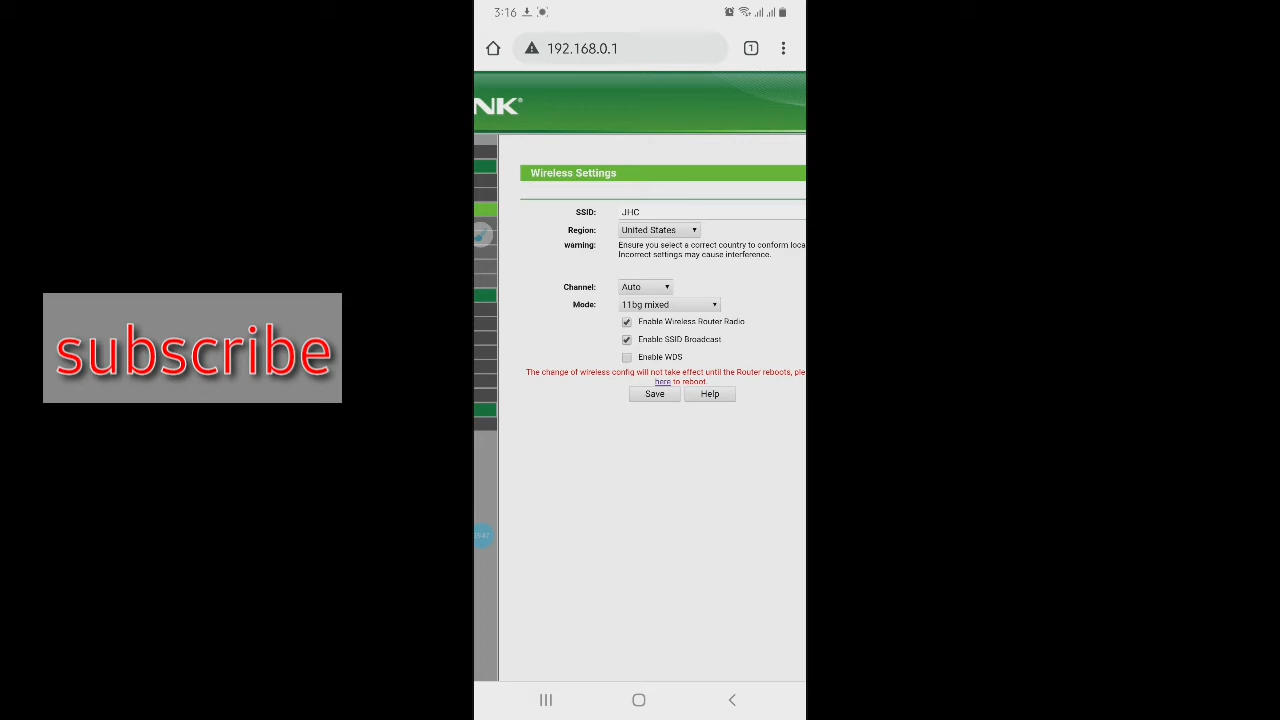 3:16
192.168.0.1
1
NK®
Wireless Settings
SSID: JHC
Region: United States
warning: Ensure you select a correct country to conform loca
Incorrect settings may cause interference.
Channel: Auto
Mode: 11bg mixed
Enable Wireless Router Radio
Enable SSID Broadcast
Enable WDS
The change of wireless config will not take effect until the Router reboots, ple
here to reboot.
Save Help
subscribe